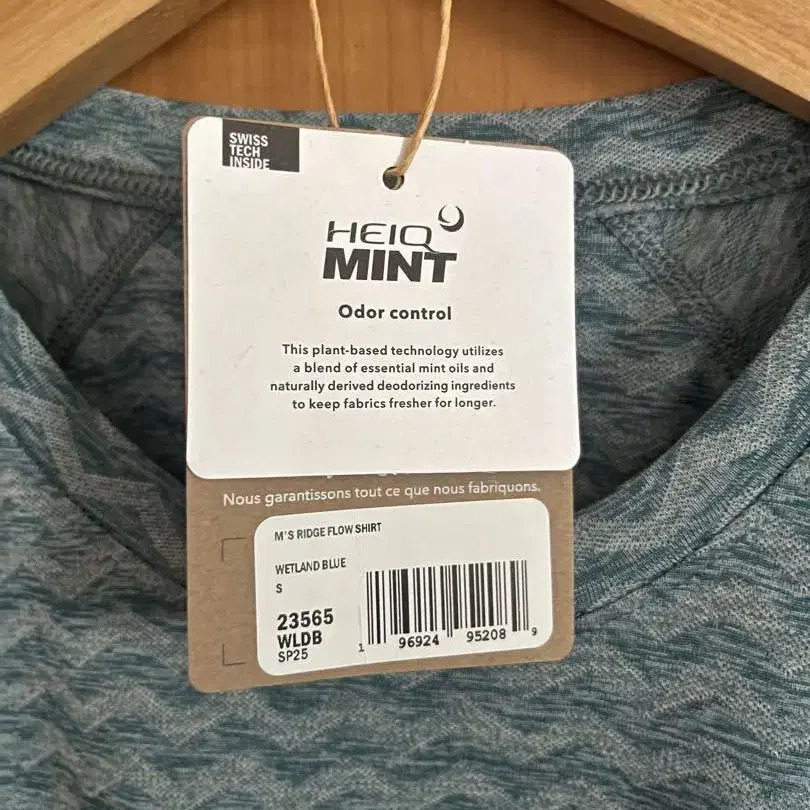 SWISS
TECH
INSIDE
HEIQ
MINT
Odor control
This plant-based technology utilizes
a blend of essential mint oils and
naturally derived deodorizing ingredients
to keep fabrics fresher for longer.
Nous garantissons tout ce que nous fabriquons.
M'S RIDGE FLOW SHIRT
WETLAND BLUE
S
23565
WLDB
SP25
1 96924 95208 9